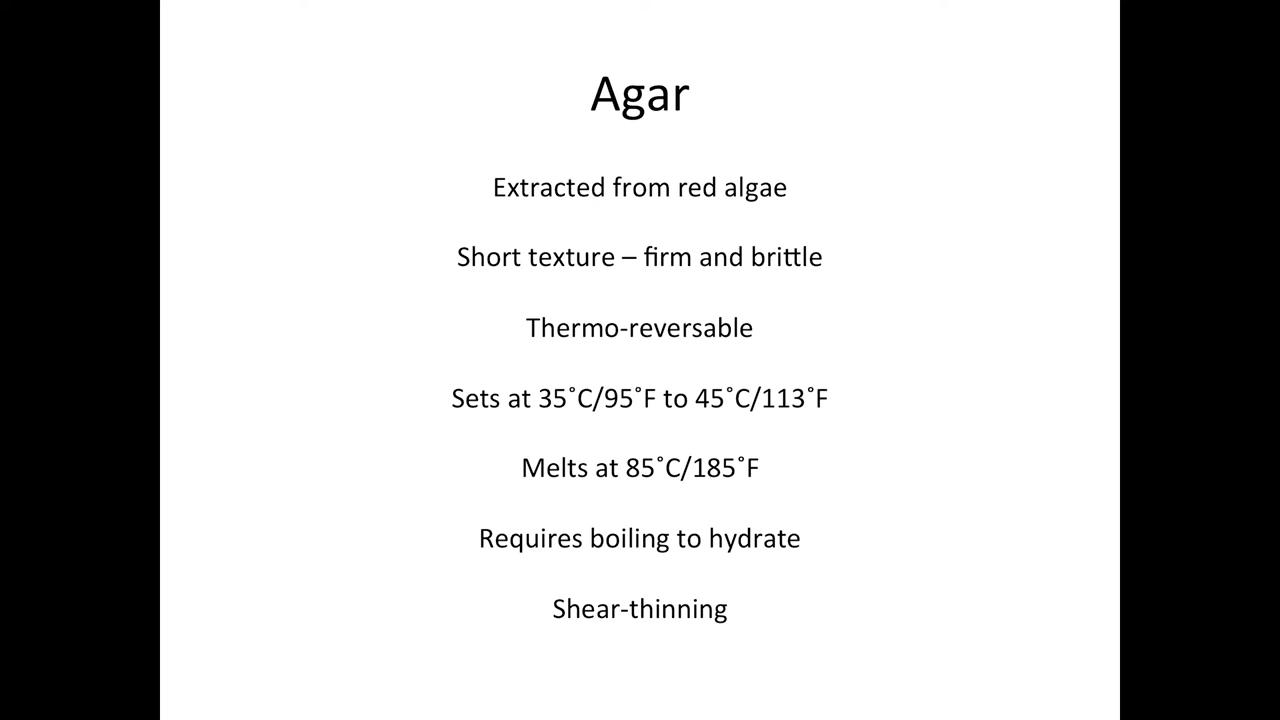 Agar
Extracted from red algae
Short texture – firm and brittle
Thermo-reversable
Sets at 35˚C/95˚F to 45˚C/113˚F
Melts at 85˚C/185˚F
Requires boiling to hydrate
Shear-thinning